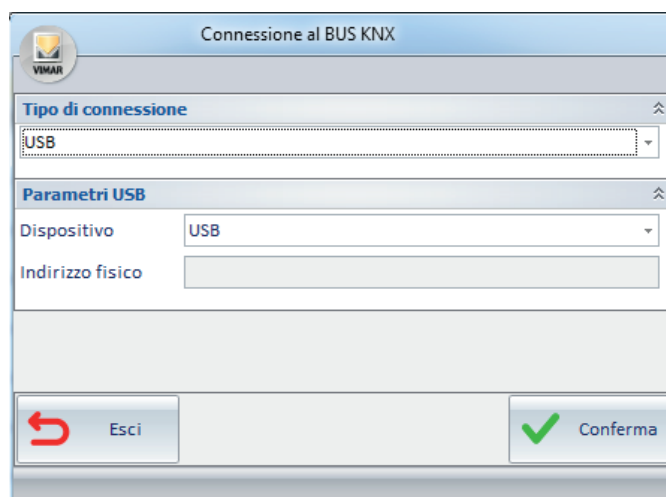 Connessione al BUS KNX
VIMAR
Tipo di connessione
USB
Parametri USB
Dispositivo USB
Indirizzo fisico
Esci Conferma